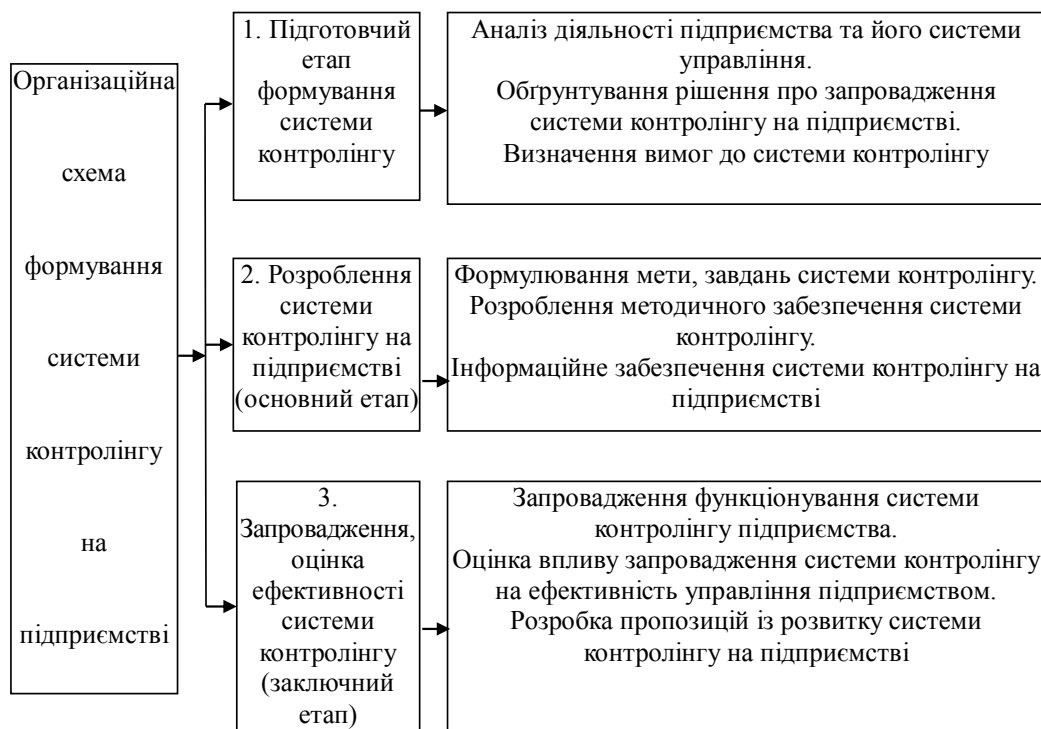 Організаційна
схема
формування
системи
контролінгу
на
підприємстві
1. Підготовчий
етап
формування
системи
контролінгу
Аналіз діяльності підприємства та його системи
управління.
Обґрунтування рішення про запровадження
системи контролінгу на підприємстві.
Визначення вимог до системи контролінгу
2. Розроблення
системи
контролінгу на
підприємстві
(основний етап)
Формулювання мети, завдань системи контролінгу.
Розроблення методичного забезпечення системи
контролінгу.
Інформаційне забезпечення системи контролінгу на
підприємстві
3.
Запровадження,
оцінка
ефективності
системи
контролінгу
(заключний
етап)
Запровадження функціонування системи
контролінгу підприємства.
Оцінка впливу запровадження системи контролінгу
на ефективність управління підприємством.
Розробка пропозицій із розвитку системи
контролінгу на підприємстві